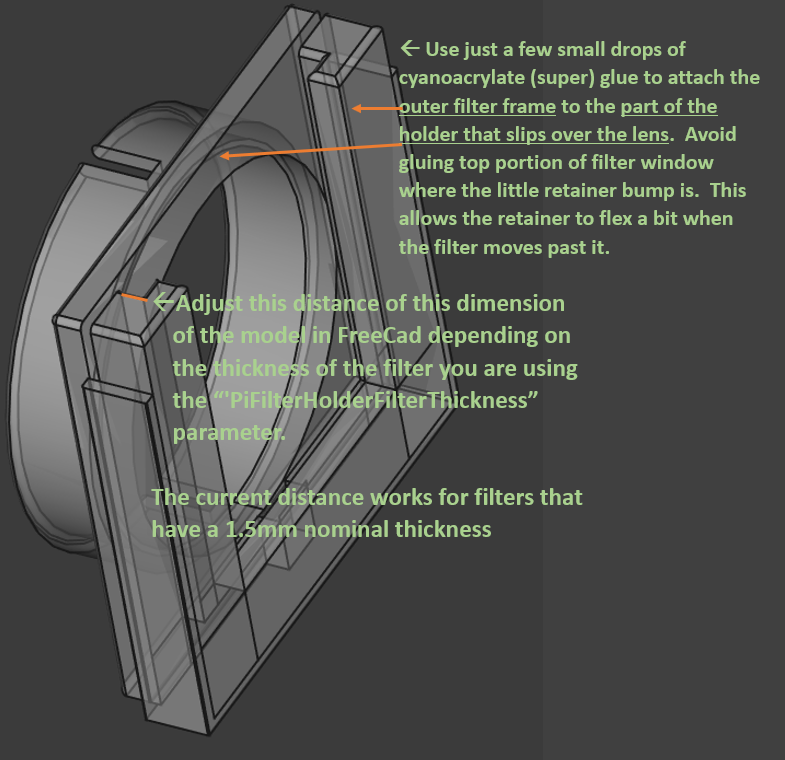 ← Use just a few small drops of
cyanoacrylate (super) glue to attach the
outer filter frame to the part of the
holder that slips over the lens.  Avoid
gluing top portion of filter window
where the little retainer bump is.  This
allows the retainer to flex a bit when
the filter moves past it.
←Adjust this distance of this dimension
of the model in FreeCad depending on
the thickness of the filter you are using
the “'PiFilterHolderFilterThickness”
parameter.
The current distance works for filters that
have a 1.5mm nominal thickness